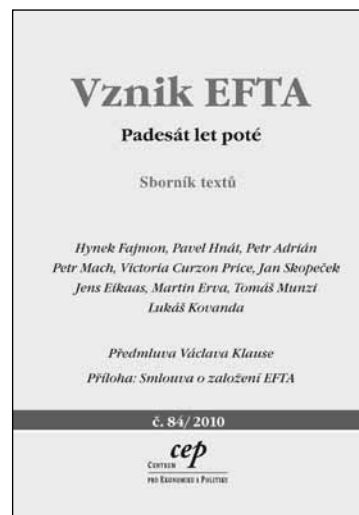 Vznik EFTA
Padesát let poté
Sborník textů
Hynek Fajmon, Pavel Hnát, Petr Adrián
Petr Mach, Victoria Curzon Price, Jan Skopeček
Jens Eikaas, Martin Erva, Tomáš Munzi
Lukáš Kovanda
Předmluva Václava Klause
Příloha: Smlouva o založení EFTA
č. 84/2010
cep
CENTRUM
PRO EKONOMIKU A POLITIKU